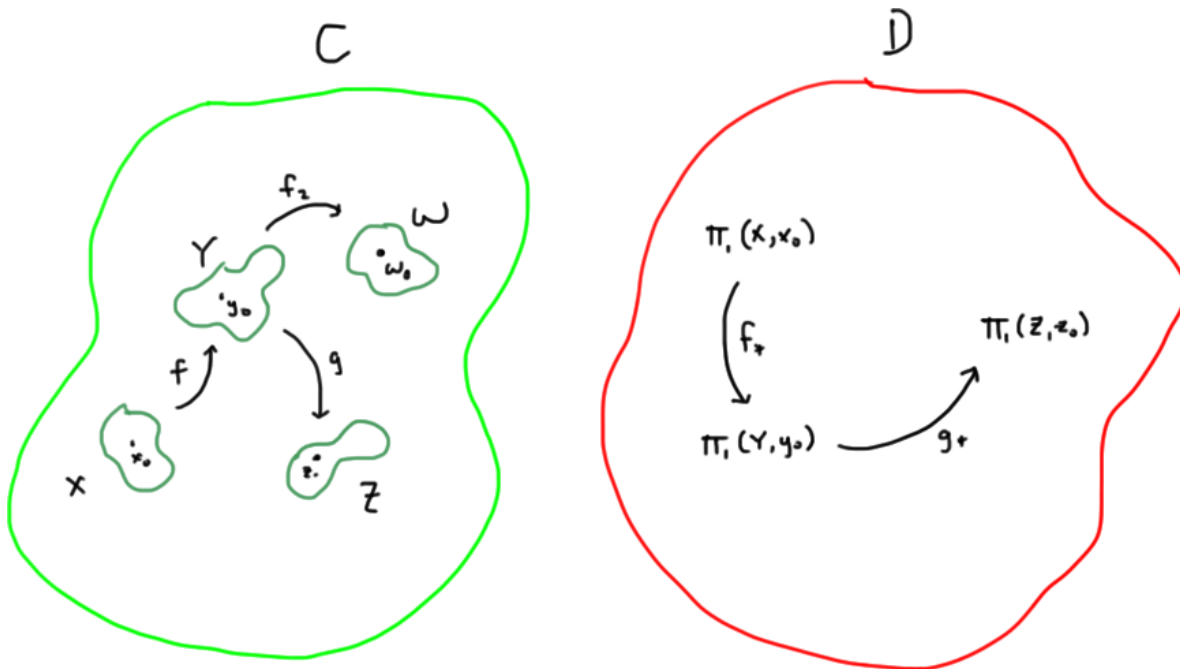 C
D
f₂
W
Y
w₀
y₀
π₁(X,x₀)
π₁(Z,z₀)
f
g
f*
x₀
π₁(Y,y₀)
g*
z₀
X
Z